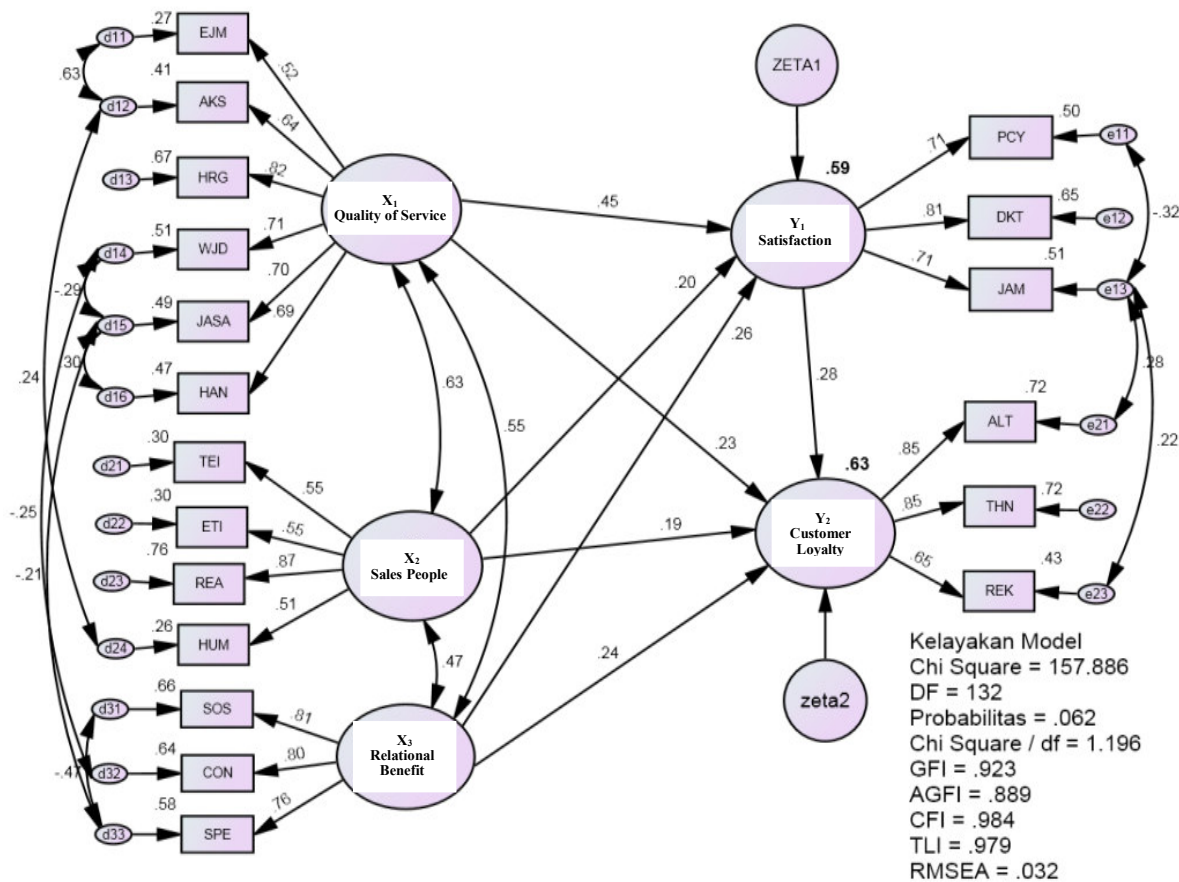 .27
d11
EJM
.52
.63
.41
d12
AKS
.64
.67
d13
HRG
.82
.51
d14
WJD
.71
-.29
.49
d15
JASA
.70
.30
.47
d16
HAN
.69
.24
.30
d21
TEI
.55
.30
d22
ETI
.55
-.25
.76
d23
REA
.87
-.21
.26
d24
HUM
.51
.66
d31
SOS
.81
.64
d32
CON
.80
-.47
.58
d33
SPE
.76
X1
Quality of Service
X2
Sales People
X3
Relational
Benefit
.63
.55
.47
.45
.20
.26
.23
.19
.24
.28
ZETA1
.59
Y1
Satisfaction
.63
Y2
Customer
Loyalty
zeta2
.71
PCY
.50
e11
.81
DKT
.65
e12
-.32
.71
JAM
.51
e13
.28
.22
.85
ALT
.72
e21
.85
THN
.72
e22
.65
REK
.43
e23
Kelayakan Model
Chi Square = 157.886
DF = 132
Probabilitas = .062
Chi Square / df = 1.196
GFI = .923
AGFI = .889
CFI = .984
TLI = .979
RMSEA = .032